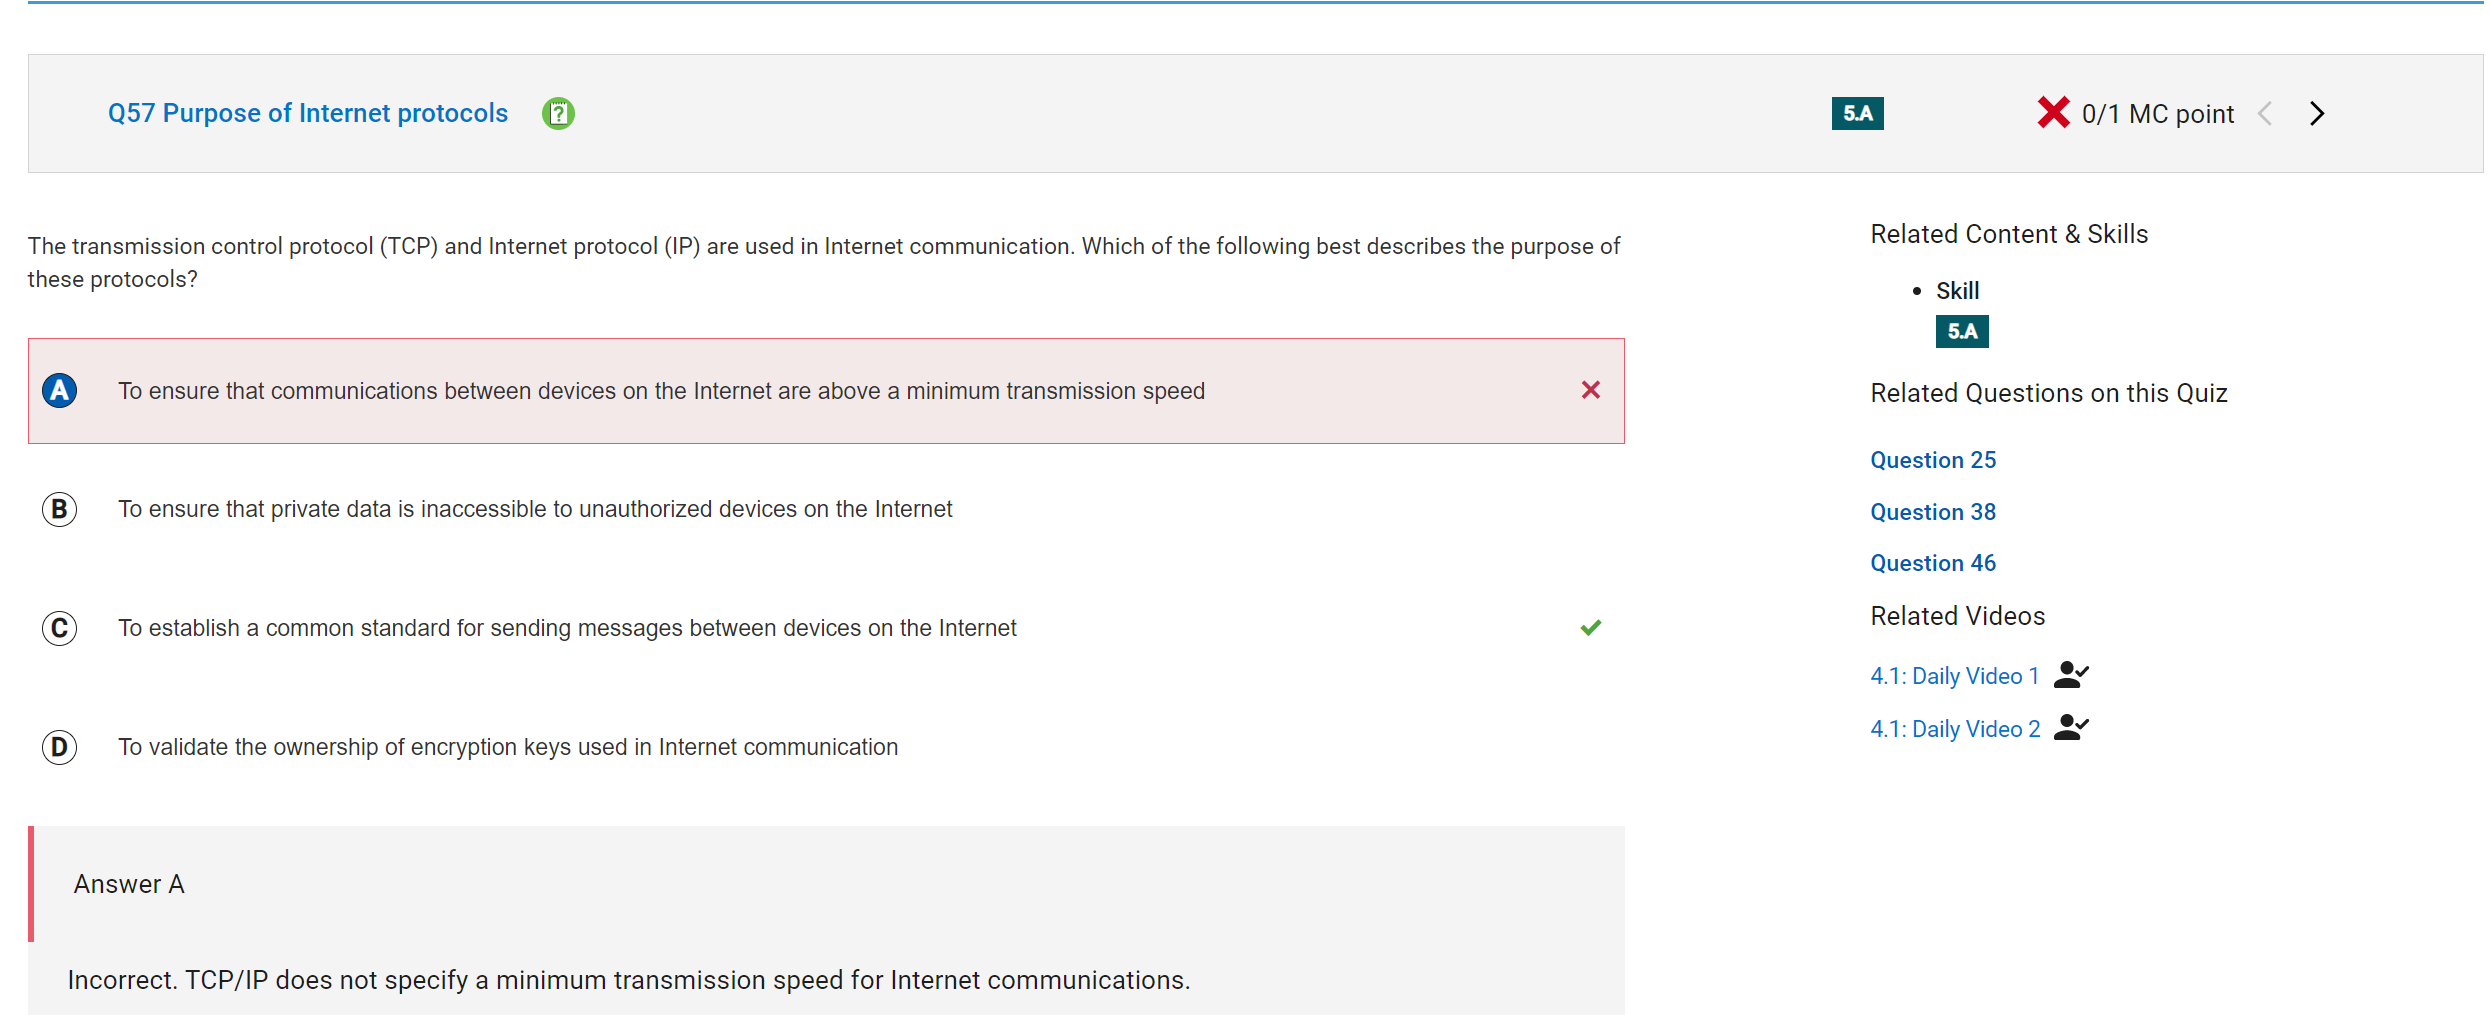 Q57 Purpose of Internet protocols ? 5.A 0/1 MC point
The transmission control protocol (TCP) and Internet protocol (IP) are used in Internet communication. Which of the following best describes the purpose of
these protocols?
A To ensure that communications between devices on the Internet are above a minimum transmission speed
B To ensure that private data is inaccessible to unauthorized devices on the Internet
C To establish a common standard for sending messages between devices on the Internet
D To validate the ownership of encryption keys used in Internet communication
Answer A
Incorrect. TCP/IP does not specify a minimum transmission speed for Internet communications.
Related Content & Skills
• Skill
5.A
Related Questions on this Quiz
Question 25
Question 38
Question 46
Related Videos
4.1: Daily Video 1
4.1: Daily Video 2